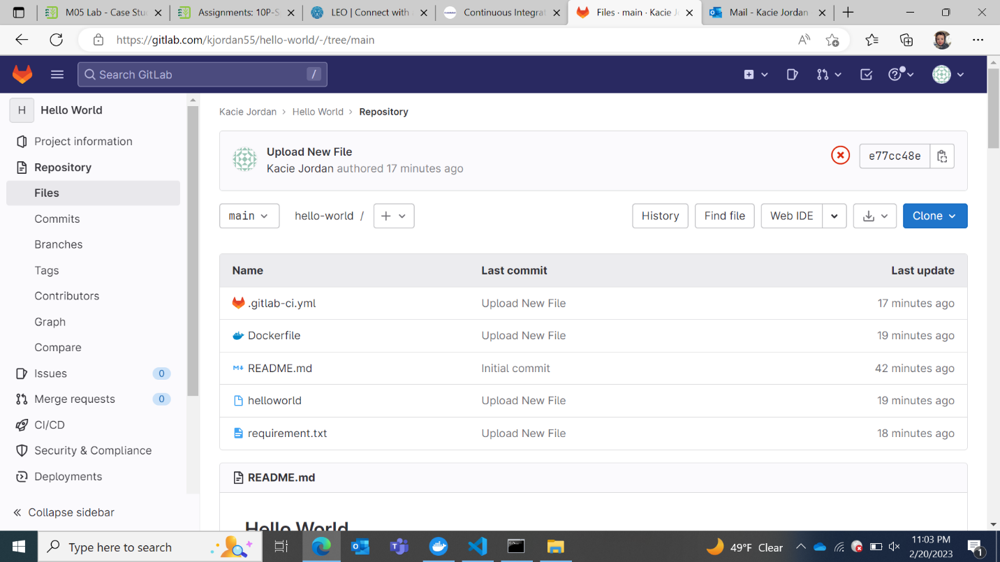 M05 Lab - Case Stu
Assignments: 10P-S
LEO | Connect with
Continuous Integrat
Files · main · Kacie J
Mail - Kacie Jordan
https://gitlab.com/kjordan55/hello-world/-/tree/main
Search GitLab /
H Hello World
Project information
Repository
Files
Commits
Branches
Tags
Contributors
Graph
Compare
Issues 0
Merge requests 0
CI/CD
Security & Compliance
Deployments
Collapse sidebar
Kacie Jordan › Hello World › Repository
Upload New File
Kacie Jordan authored 17 minutes ago
e77cc48e
main hello-world / + History Find file Web IDE Clone
Name Last commit Last update
.gitlab-ci.yml Upload New File 17 minutes ago
Dockerfile Upload New File 19 minutes ago
M README.md Initial commit 42 minutes ago
helloworld Upload New File 19 minutes ago
requirement.txt Upload New File 18 minutes ago
README.md
Hello World
Type here to search
49°F Clear
11:03 PM
2/20/2023
1